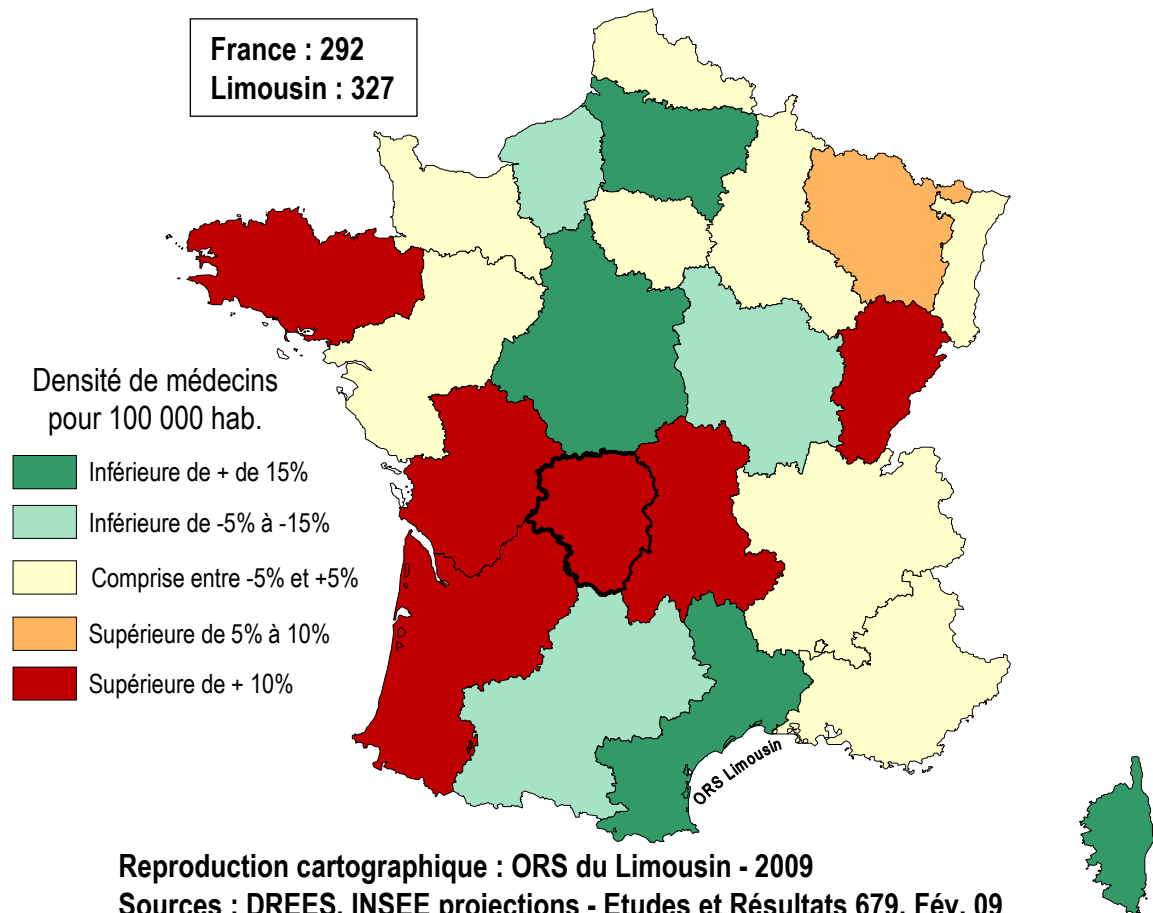 France : 292
Limousin : 327
Densité de médecins
pour 100 000 hab.
Inférieure de + de 15%
Inférieure de -5% à -15%
Comprise entre -5% et +5%
Supérieure de 5% à 10%
Supérieure de + 10%
ORS Limousin
Reproduction cartographique : ORS du Limousin - 2009
Sources : DREES, INSEE projections - Etudes et Résultats 679, Fév. 09